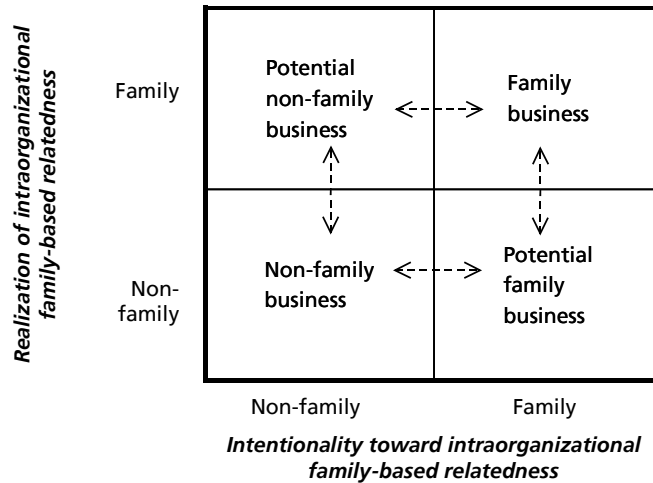 Realization of intraorganizational
family-based relatedness
Family
Potential
non-family
business
Family
business
Non-
family
Non-family
business
Potential
family
business
Non-family
Family
Intentionality toward intraorganizational
family-based relatedness